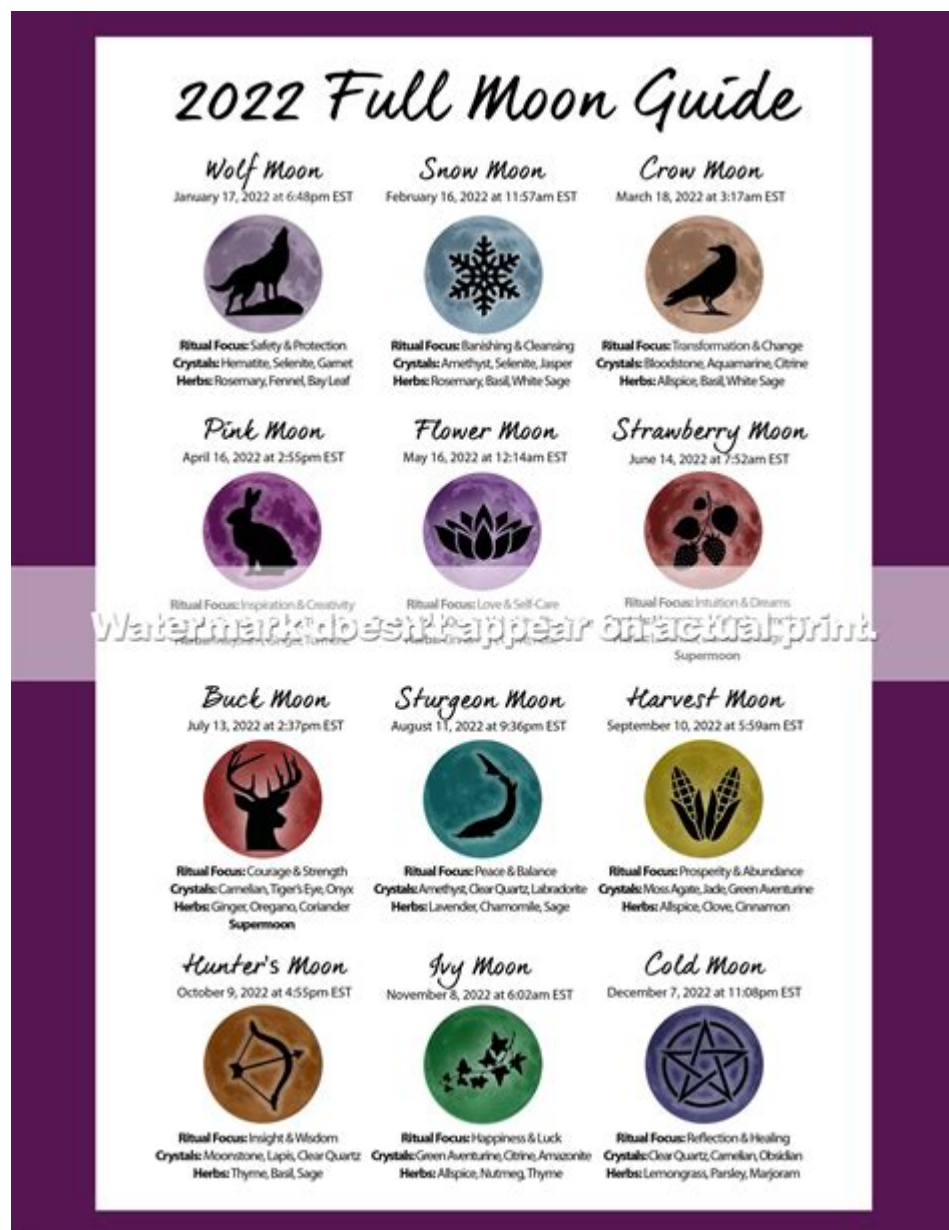 2022 Full Moon Guide
Wolf Moon
January 17, 2022 at 6:48pm EST
Ritual Focus: Safety & Protection
Crystals: Hematite, Selenite, Garnet
Herbs: Rosemary, Fennel, Bay Leaf
Snow Moon
February 16, 2022 at 11:57am EST
Ritual Focus: Banishing & Cleansing
Crystals: Amethyst, Selenite, Jasper
Herbs: Rosemary, Basil, White Sage
Crow Moon
March 18, 2022 at 3:17am EST
Ritual Focus: Transformation & Change
Crystals: Bloodstone, Aquamarine, Citrine
Herbs: Allspice, Basil, White Sage
Pink Moon
April 16, 2022 at 2:55pm EST
Ritual Focus: Inspiration & Creativity
Flower Moon
May 16, 2022 at 12:14am EST
Ritual Focus: Love & Self-Care
Strawberry Moon
June 14, 2022 at 7:52am EST
Ritual Focus: Intuition & Dreams
Supermoon
Watermark doesn't appear on actual print.
Buck Moon
July 13, 2022 at 2:37pm EST
Ritual Focus: Courage & Strength
Crystals: Carnelian, Tiger's Eye, Onyx
Herbs: Ginger, Oregano, Coriander
Supermoon
Sturgeon Moon
August 11, 2022 at 9:36pm EST
Ritual Focus: Peace & Balance
Crystals: Amethyst, Clear Quartz, Labradorite
Herbs: Lavender, Chamomile, Sage
Harvest Moon
September 10, 2022 at 5:59am EST
Ritual Focus: Prosperity & Abundance
Crystals: Moss Agate, Jade, Green Aventurine
Herbs: Allspice, Clove, Cinnamon
Hunter's Moon
October 9, 2022 at 4:55pm EST
Ritual Focus: Insight & Wisdom
Crystals: Moonstone, Lapis, Clear Quartz
Herbs: Thyme, Basil, Sage
Ivy Moon
November 8, 2022 at 6:02am EST
Ritual Focus: Happiness & Luck
Crystals: Green Aventurine, Citrine, Amazonite
Herbs: Allspice, Nutmeg, Thyme
Cold Moon
December 7, 2022 at 11:08pm EST
Ritual Focus: Reflection & Healing
Crystals: Clear Quartz, Carnelian, Obsidian
Herbs: Lemongrass, Parsley, Marjoram